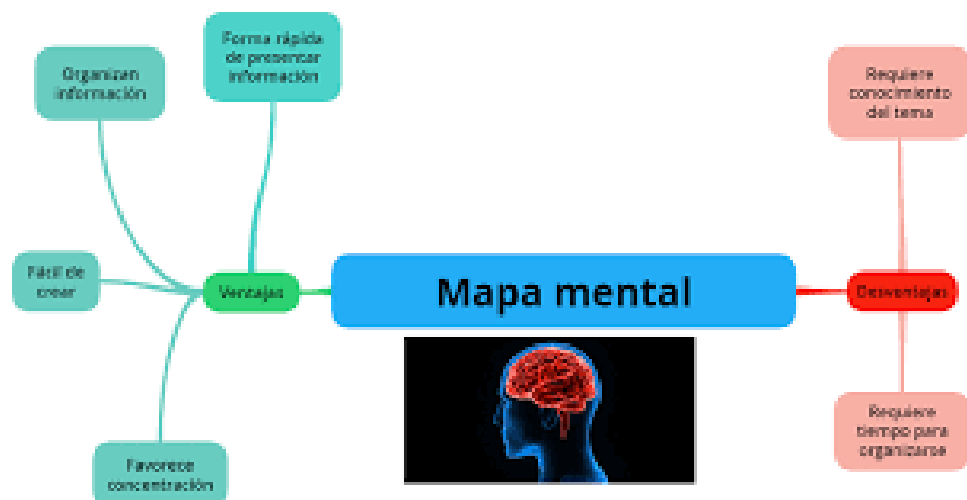 Forma rápida
de presentar
información
Organizan
información
Fácil de
crear
Ventajas
Favorece
concentración
Mapa mental
Requiere
conocimiento
del tema
Desventajas
Requiere
tiempo para
organizarse